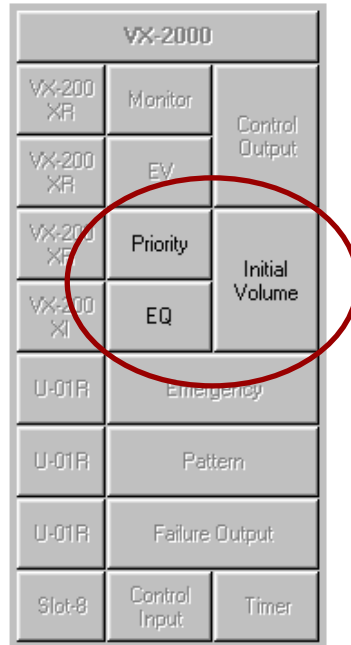 VX-2000
VX-200
XR
Monitor
Control
Output
VX-200
XR
EV
VX-200
XR
Priority
Initial
Volume
VX-200
XI
EQ
U-01R
Emergency
U-01R
Pattern
U-01R
Failure Output
Slot-8
Control
Input
Timer